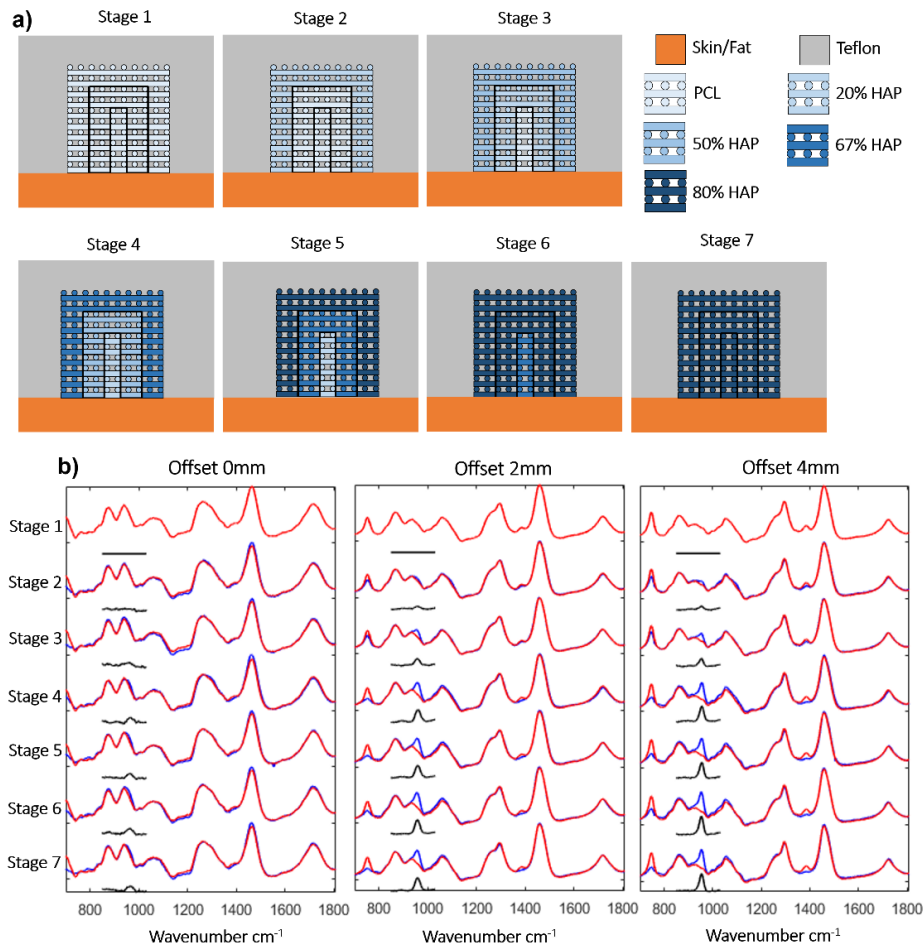 a)
Stage 1
Stage 2
Stage 3
Skin/Fat
Teflon
PCL
20% HAP
50% HAP
67% HAP
80% HAP
Stage 4
Stage 5
Stage 6
Stage 7
b)
Offset 0mm
Offset 2mm
Offset 4mm
Stage 1
Stage 2
Stage 3
Stage 4
Stage 5
Stage 6
Stage 7
800 1000 1200 1400 1600 1800
800 1000 1200 1400 1600 1800
800 1000 1200 1400 1600 1800
Wavenumber cm⁻¹
Wavenumber cm⁻¹
Wavenumber cm⁻¹